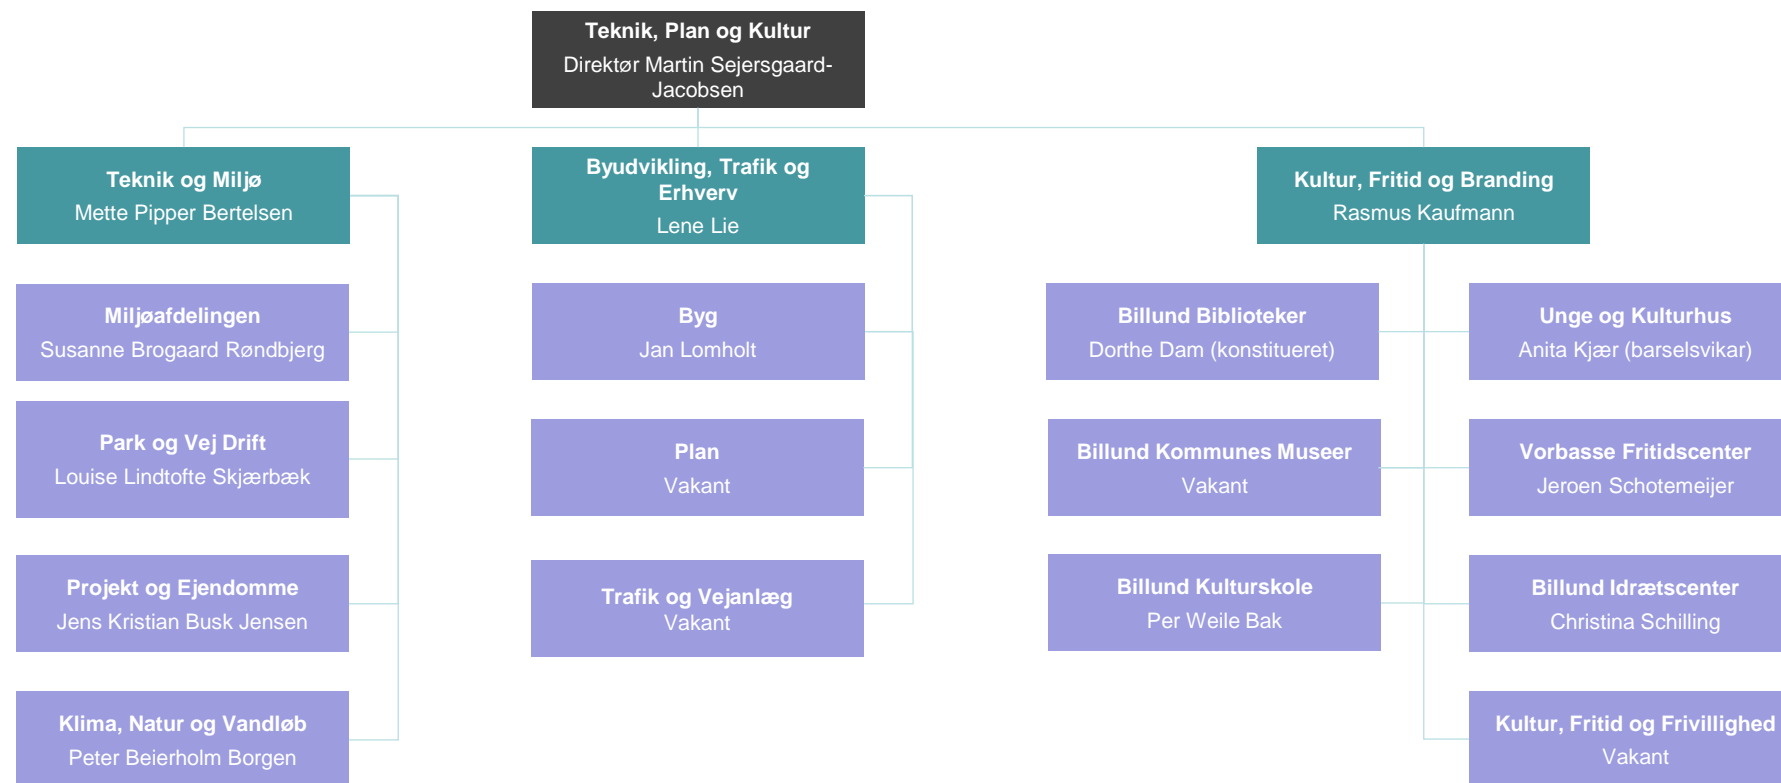 Teknik, Plan og Kultur
Direktør Martin Sejersgaard-
Jacobsen
Teknik og Miljø
Mette Pipper Bertelsen
Byudvikling, Trafik og
Erhverv
Lene Lie
Kultur, Fritid og Branding
Rasmus Kaufmann
Miljøafdelingen
Susanne Brogaard Røndbjerg
Park og Vej Drift
Louise Lindtofte Skjærbæk
Projekt og Ejendomme
Jens Kristian Busk Jensen
Klima, Natur og Vandløb
Peter Beierholm Borgen
Byg
Jan Lomholt
Plan
Vakant
Trafik og Vejanlæg
Vakant
Billund Biblioteker
Dorthe Dam (konstitueret)
Billund Kommunes Museer
Vakant
Billund Kulturskole
Per Weile Bak
Unge og Kulturhus
Anita Kjær (barselsvikar)
Vorbasse Fritidscenter
Jeroen Schotemeijer
Billund Idrætscenter
Christina Schilling
Kultur, Fritid og Frivillighed
Vakant